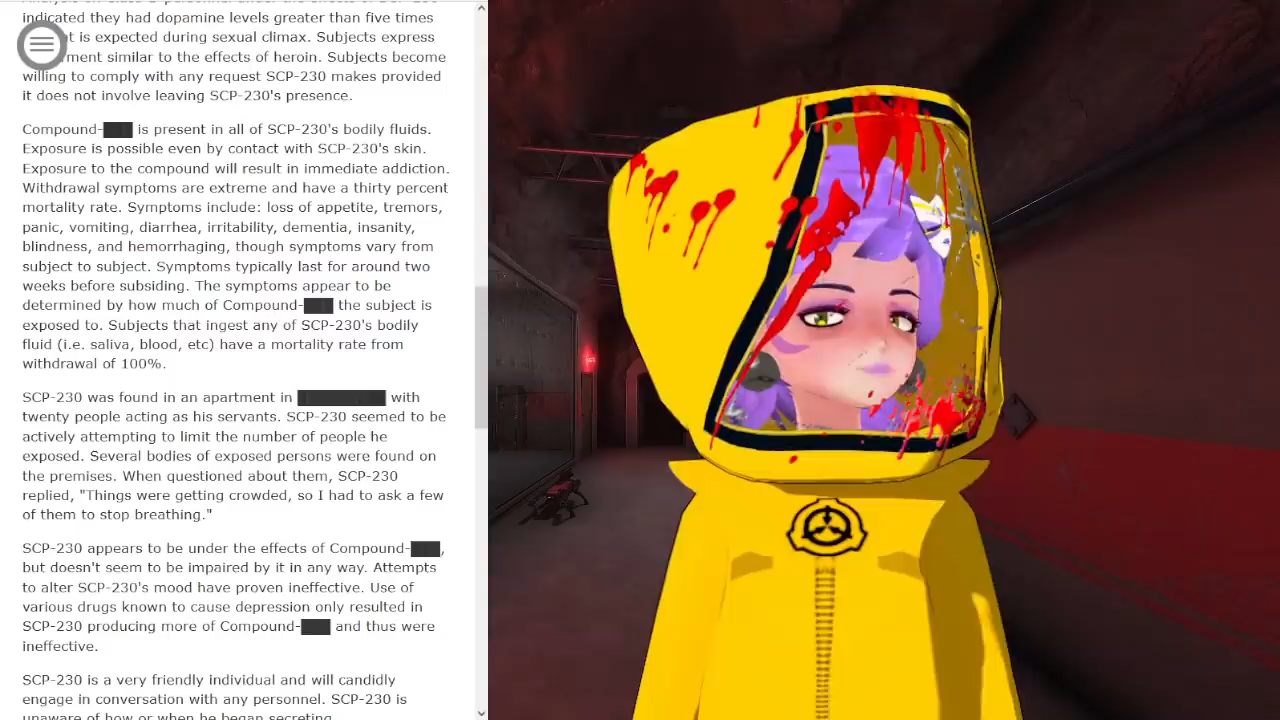 indicated they had dopamine levels greater than five times
is expected during sexual climax. Subjects express
similar to the effects of heroin. Subjects become
willing to comply with any request SCP-230 makes provided
it does not involve leaving SCP-230's presence.
Compound- is present in all of SCP-230's bodily fluids.
Exposure is possible even by contact with SCP-230's skin.
Exposure to the compound will result in immediate addiction.
Withdrawal symptoms are extreme and have a thirty percent
mortality rate. Symptoms include: loss of appetite, tremors,
panic, vomiting, diarrhea, irritability, dementia, insanity,
blindness, and hemorrhaging, though symptoms vary from
subject to subject. Symptoms typically last for around two
weeks before subsiding. The symptoms appear to be
determined by how much of Compound- the subject is
exposed to. Subjects that ingest any of SCP-230's bodily
fluid (i.e. saliva, blood, etc) have a mortality rate from
withdrawal of 100%.
SCP-230 was found in an apartment in with
twenty people acting as his servants. SCP-230 seemed to be
actively attempting to limit the number of people he
exposed. Several bodies of exposed persons were found on
the premises. When questioned about them, SCP-230
replied, "Things were getting crowded, so I had to ask a few
of them to stop breathing."
SCP-230 appears to be under the effects of Compound- ,
but doesn't seem to be impaired by it in any way. Attempts
to alter SCP-230's mood have proven ineffective. Use of
various drugs known to cause depression only resulted in
SCP-230 producing more of Compound- and thus were
ineffective.
SCP-230 is a very friendly individual and will candidly
engage in conversation with any personnel. SCP-230 is
unaware of how or when he began secreting